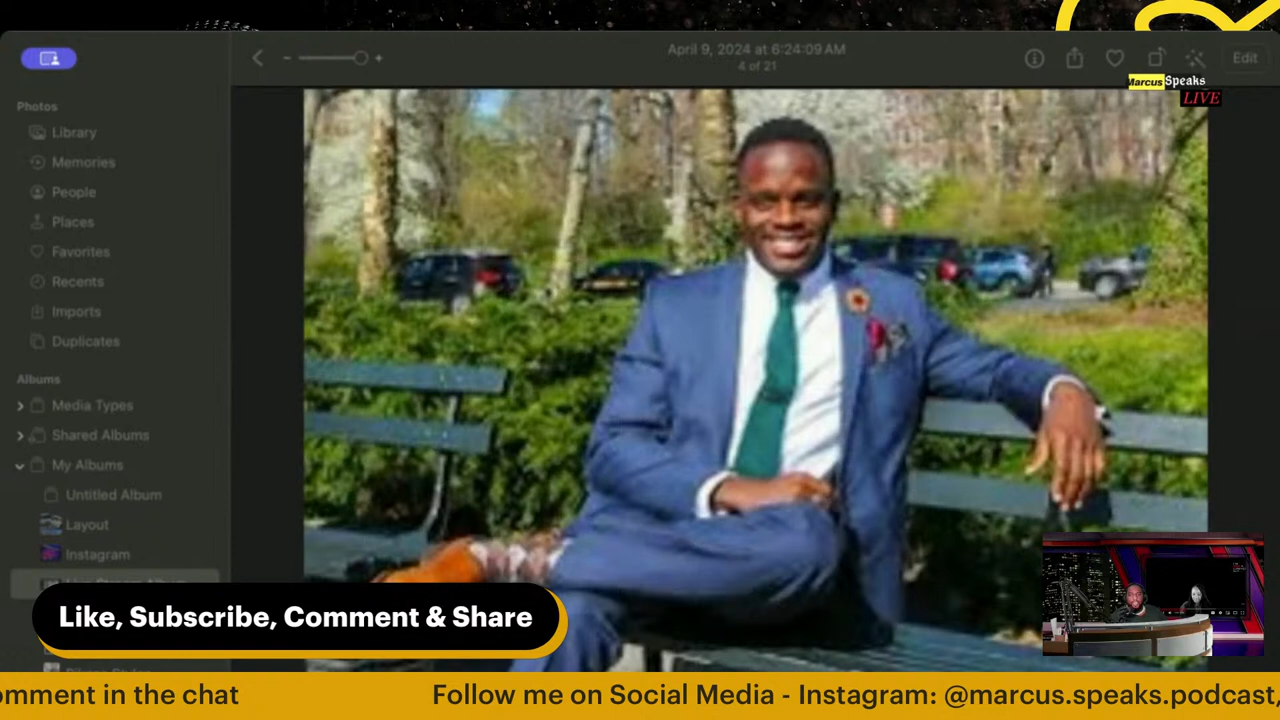 April 9, 2024 at 6:24:09 AM
4 of 21
Edit
Marcus Speaks
LIVE
Photos
Library
Memories
People
Places
Favorites
Recents
Imports
Duplicates
Albums
Media Types
Shared Albums
My Albums
Untitled Album
Layout
Instagram
Like, Subscribe, Comment & Share
omment in the chat
Follow me on Social Media - Instagram: @marcus.speaks.podcast,